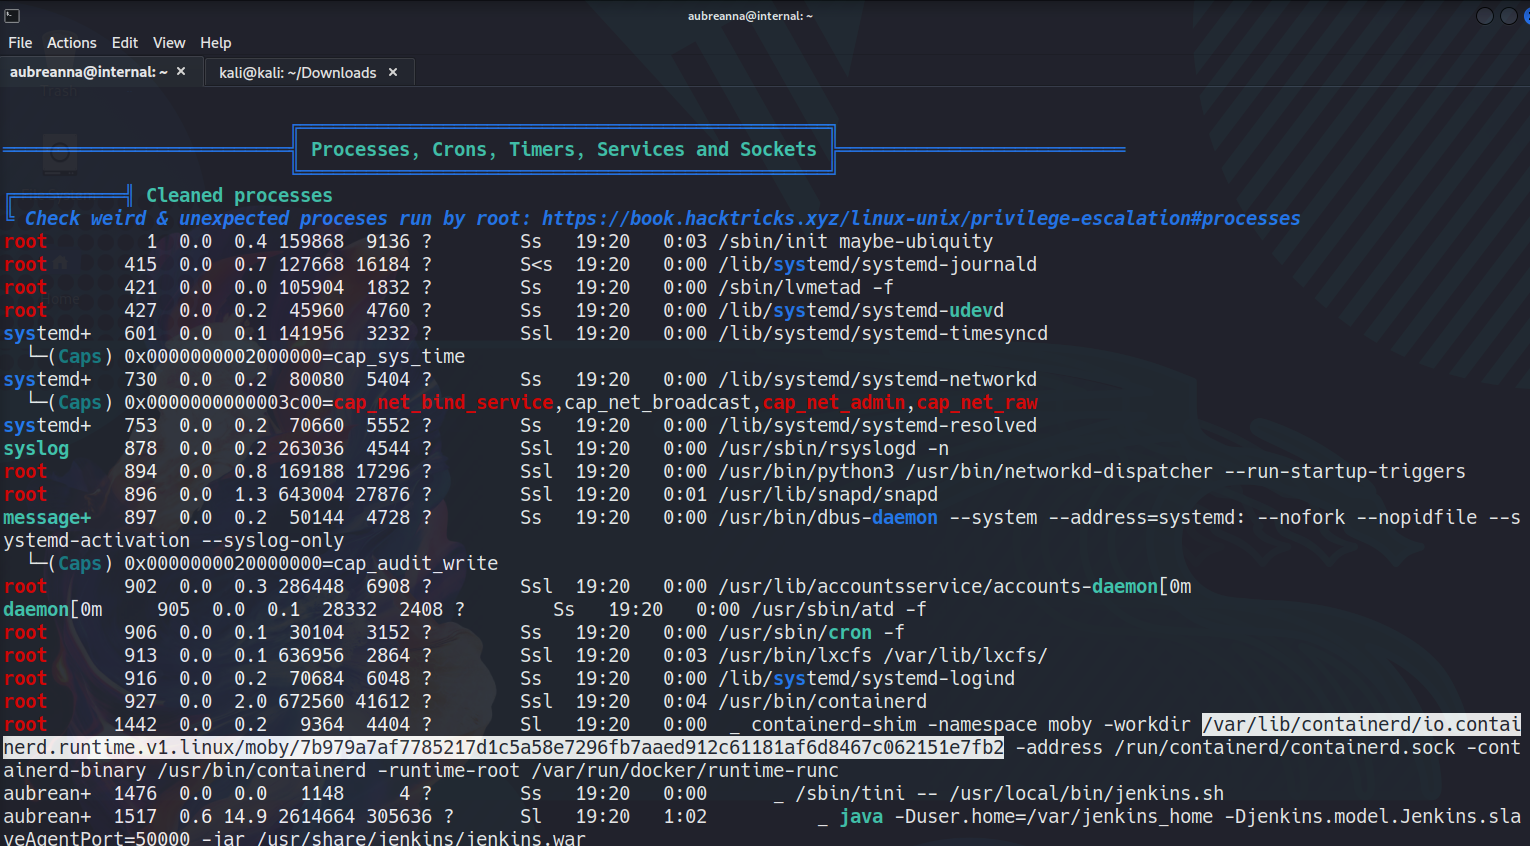 aubreanna@internal: ~
File Actions Edit View Help
aubreanna@internal: ~ × kali@kali: ~/Downloads ×
Trash
Processes, Crons, Timers, Services and Sockets
Cleaned processes
Check weird & unexpected proceses run by root: https://book.hacktricks.xyz/linux-unix/privilege-escalation#processes
root 1 0.0 0.4 159868 9136 ? Ss 19:20 0:03 /sbin/init maybe-ubiquity
root 415 0.0 0.7 127668 16184 ? S<s 19:20 0:00 /lib/systemd/systemd-journald
root 421 0.0 0.0 105904 1832 ? Ss 19:20 0:00 /sbin/lvmetad -f
Home
root 427 0.0 0.2 45960 4760 ? Ss 19:20 0:00 /lib/systemd/systemd-udevd
systemd+ 601 0.0 0.1 141956 3232 ? Ssl 19:20 0:00 /lib/systemd/systemd-timesyncd
└─(Caps) 0x0000000002000000=cap_sys_time
systemd+ 730 0.0 0.2 80080 5404 ? Ss 19:20 0:00 /lib/systemd/systemd-networkd
└─(Caps) 0x0000000000003c00=cap_net_bind_service,cap_net_broadcast,cap_net_admin,cap_net_raw
systemd+ 753 0.0 0.2 70660 5552 ? Ss 19:20 0:00 /lib/systemd/systemd-resolved
syslog 878 0.0 0.2 263036 4544 ? Ssl 19:20 0:00 /usr/sbin/rsyslogd -n
root 894 0.0 0.8 169188 17296 ? Ssl 19:20 0:00 /usr/bin/python3 /usr/bin/networkd-dispatcher --run-startup-triggers
root 896 0.0 1.3 643004 27876 ? Ssl 19:20 0:01 /usr/lib/snapd/snapd
message+ 897 0.0 0.2 50144 4728 ? Ss 19:20 0:00 /usr/bin/dbus-daemon --system --address=systemd: --nofork --nopidfile --s
ystemd-activation --syslog-only
└─(Caps) 0x0000000020000000=cap_audit_write
root 902 0.0 0.3 286448 6908 ? Ssl 19:20 0:00 /usr/lib/accountsservice/accounts-daemon[0m
daemon[0m 905 0.0 0.1 28332 2408 ? Ss 19:20 0:00 /usr/sbin/atd -f
root 906 0.0 0.1 30104 3152 ? Ss 19:20 0:00 /usr/sbin/cron -f
root 913 0.0 0.1 636956 2864 ? Ssl 19:20 0:03 /usr/bin/lxcfs /var/lib/lxcfs/
root 916 0.0 0.2 70684 6048 ? Ss 19:20 0:00 /lib/systemd/systemd-logind
root 927 0.0 2.0 672560 41612 ? Ssl 19:20 0:04 /usr/bin/containerd
root 1442 0.0 0.2 9364 4404 ? Sl 19:20 0:00 _ containerd-shim -namespace moby -workdir /var/lib/containerd/io.contai
nerd.runtime.v1.linux/moby/7b979a7af7785217d1c5a58e7296fb7aaed912c61181af6d8467c062151e7fb2 -address /run/containerd/containerd.sock -cont
ainerd-binary /usr/bin/containerd -runtime-root /var/run/docker/runtime-runc
aubrean+ 1476 0.0 0.0 1148 4 ? Ss 19:20 0:00 _ /sbin/tini -- /usr/local/bin/jenkins.sh
aubrean+ 1517 0.6 14.9 2614664 305636 ? Sl 19:20 1:02 _ java -Duser.home=/var/jenkins_home -Djenkins.model.Jenkins.sla
veAgentPort=50000 -jar /usr/share/jenkins/jenkins.war